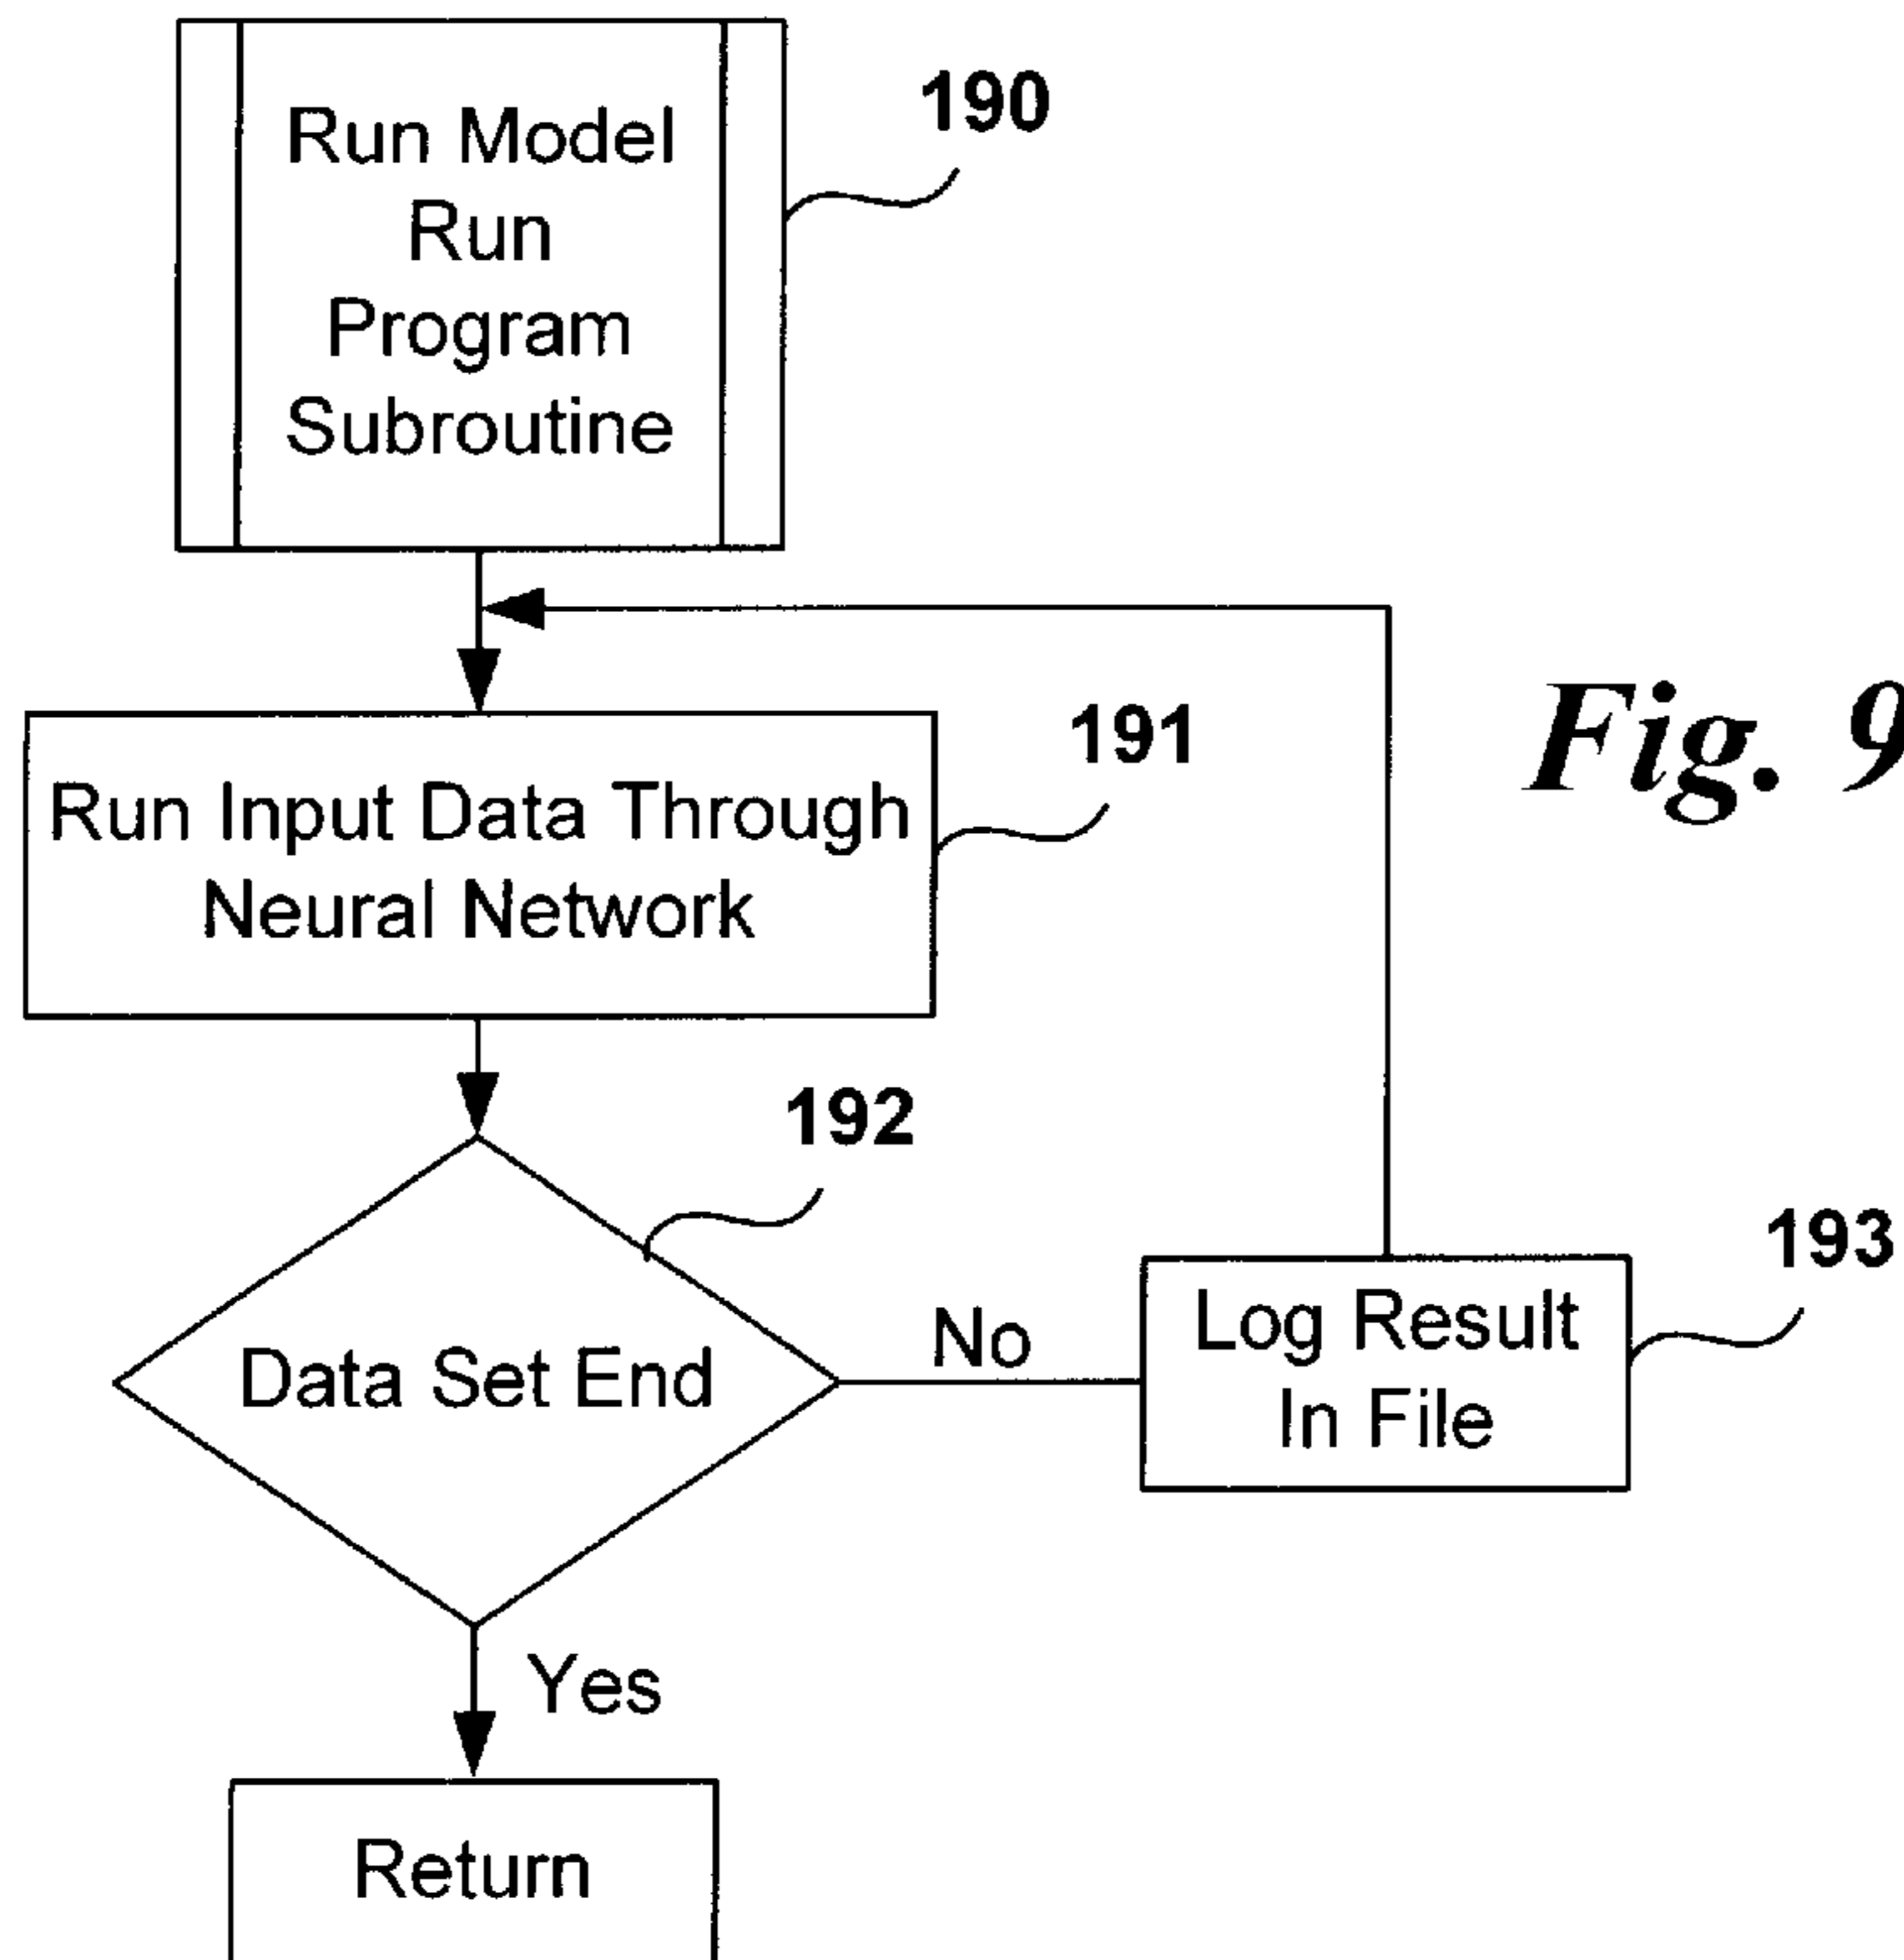 Run Model
Run
Program
Subroutine
190
Run Input Data Through
Neural Network
191
Fig. 9
192
Data Set End
No
Log Result
In File
193
Yes
Return